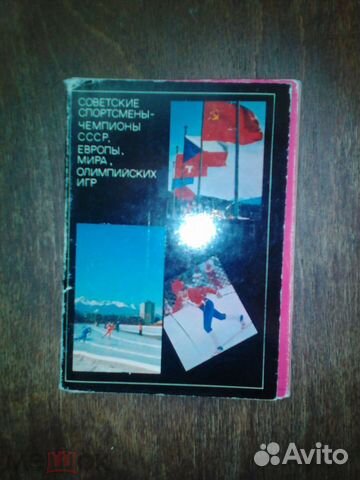 СОВЕТСКИЕ
СПОРТСМЕНЫ-
ЧЕМПИОНЫ
СССР,
ЕВРОПЫ,
МИРА,
ОЛИМПИЙСКИХ
ИГР
Avito